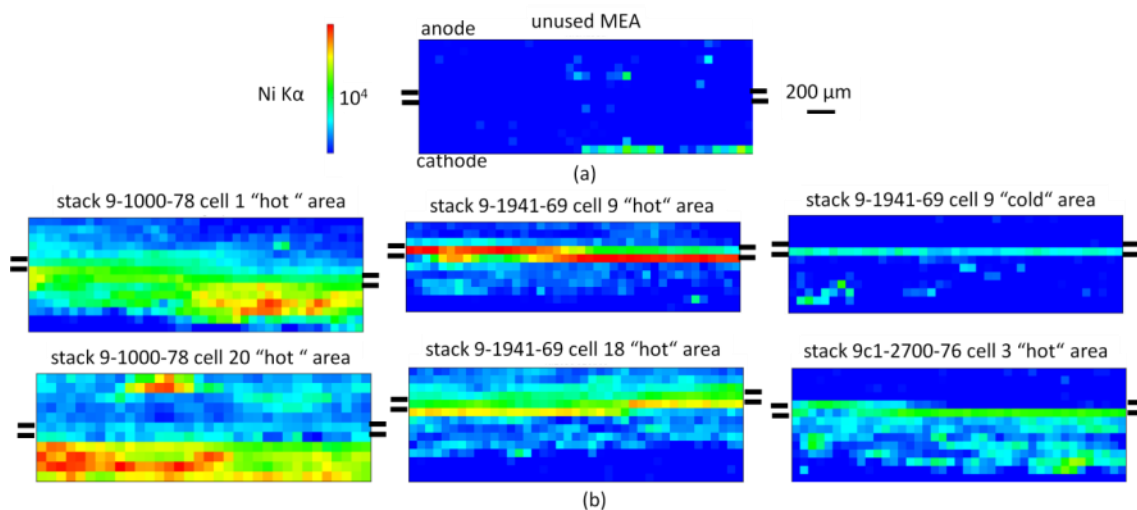 unused MEA
anode
Ni Kα
10⁴
200 μm
cathode
(a)
stack 9-1000-78 cell 1 “hot “ area
stack 9-1941-69 cell 9 “hot“ area
stack 9-1941-69 cell 9 “cold“ area
stack 9-1000-78 cell 20 “hot “ area
stack 9-1941-69 cell 18 “hot“ area
stack 9c1-2700-76 cell 3 “hot“ area
(b)